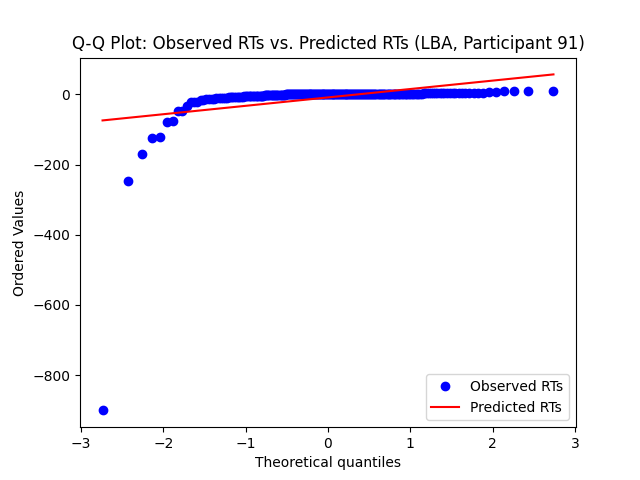 Q-Q Plot: Observed RTs vs. Predicted RTs (LBA, Participant 91)
0
−200
−400
−600
−800
Ordered Values
−3
−2
−1
0
1
2
3
Theoretical quantiles
Observed RTs
Predicted RTs